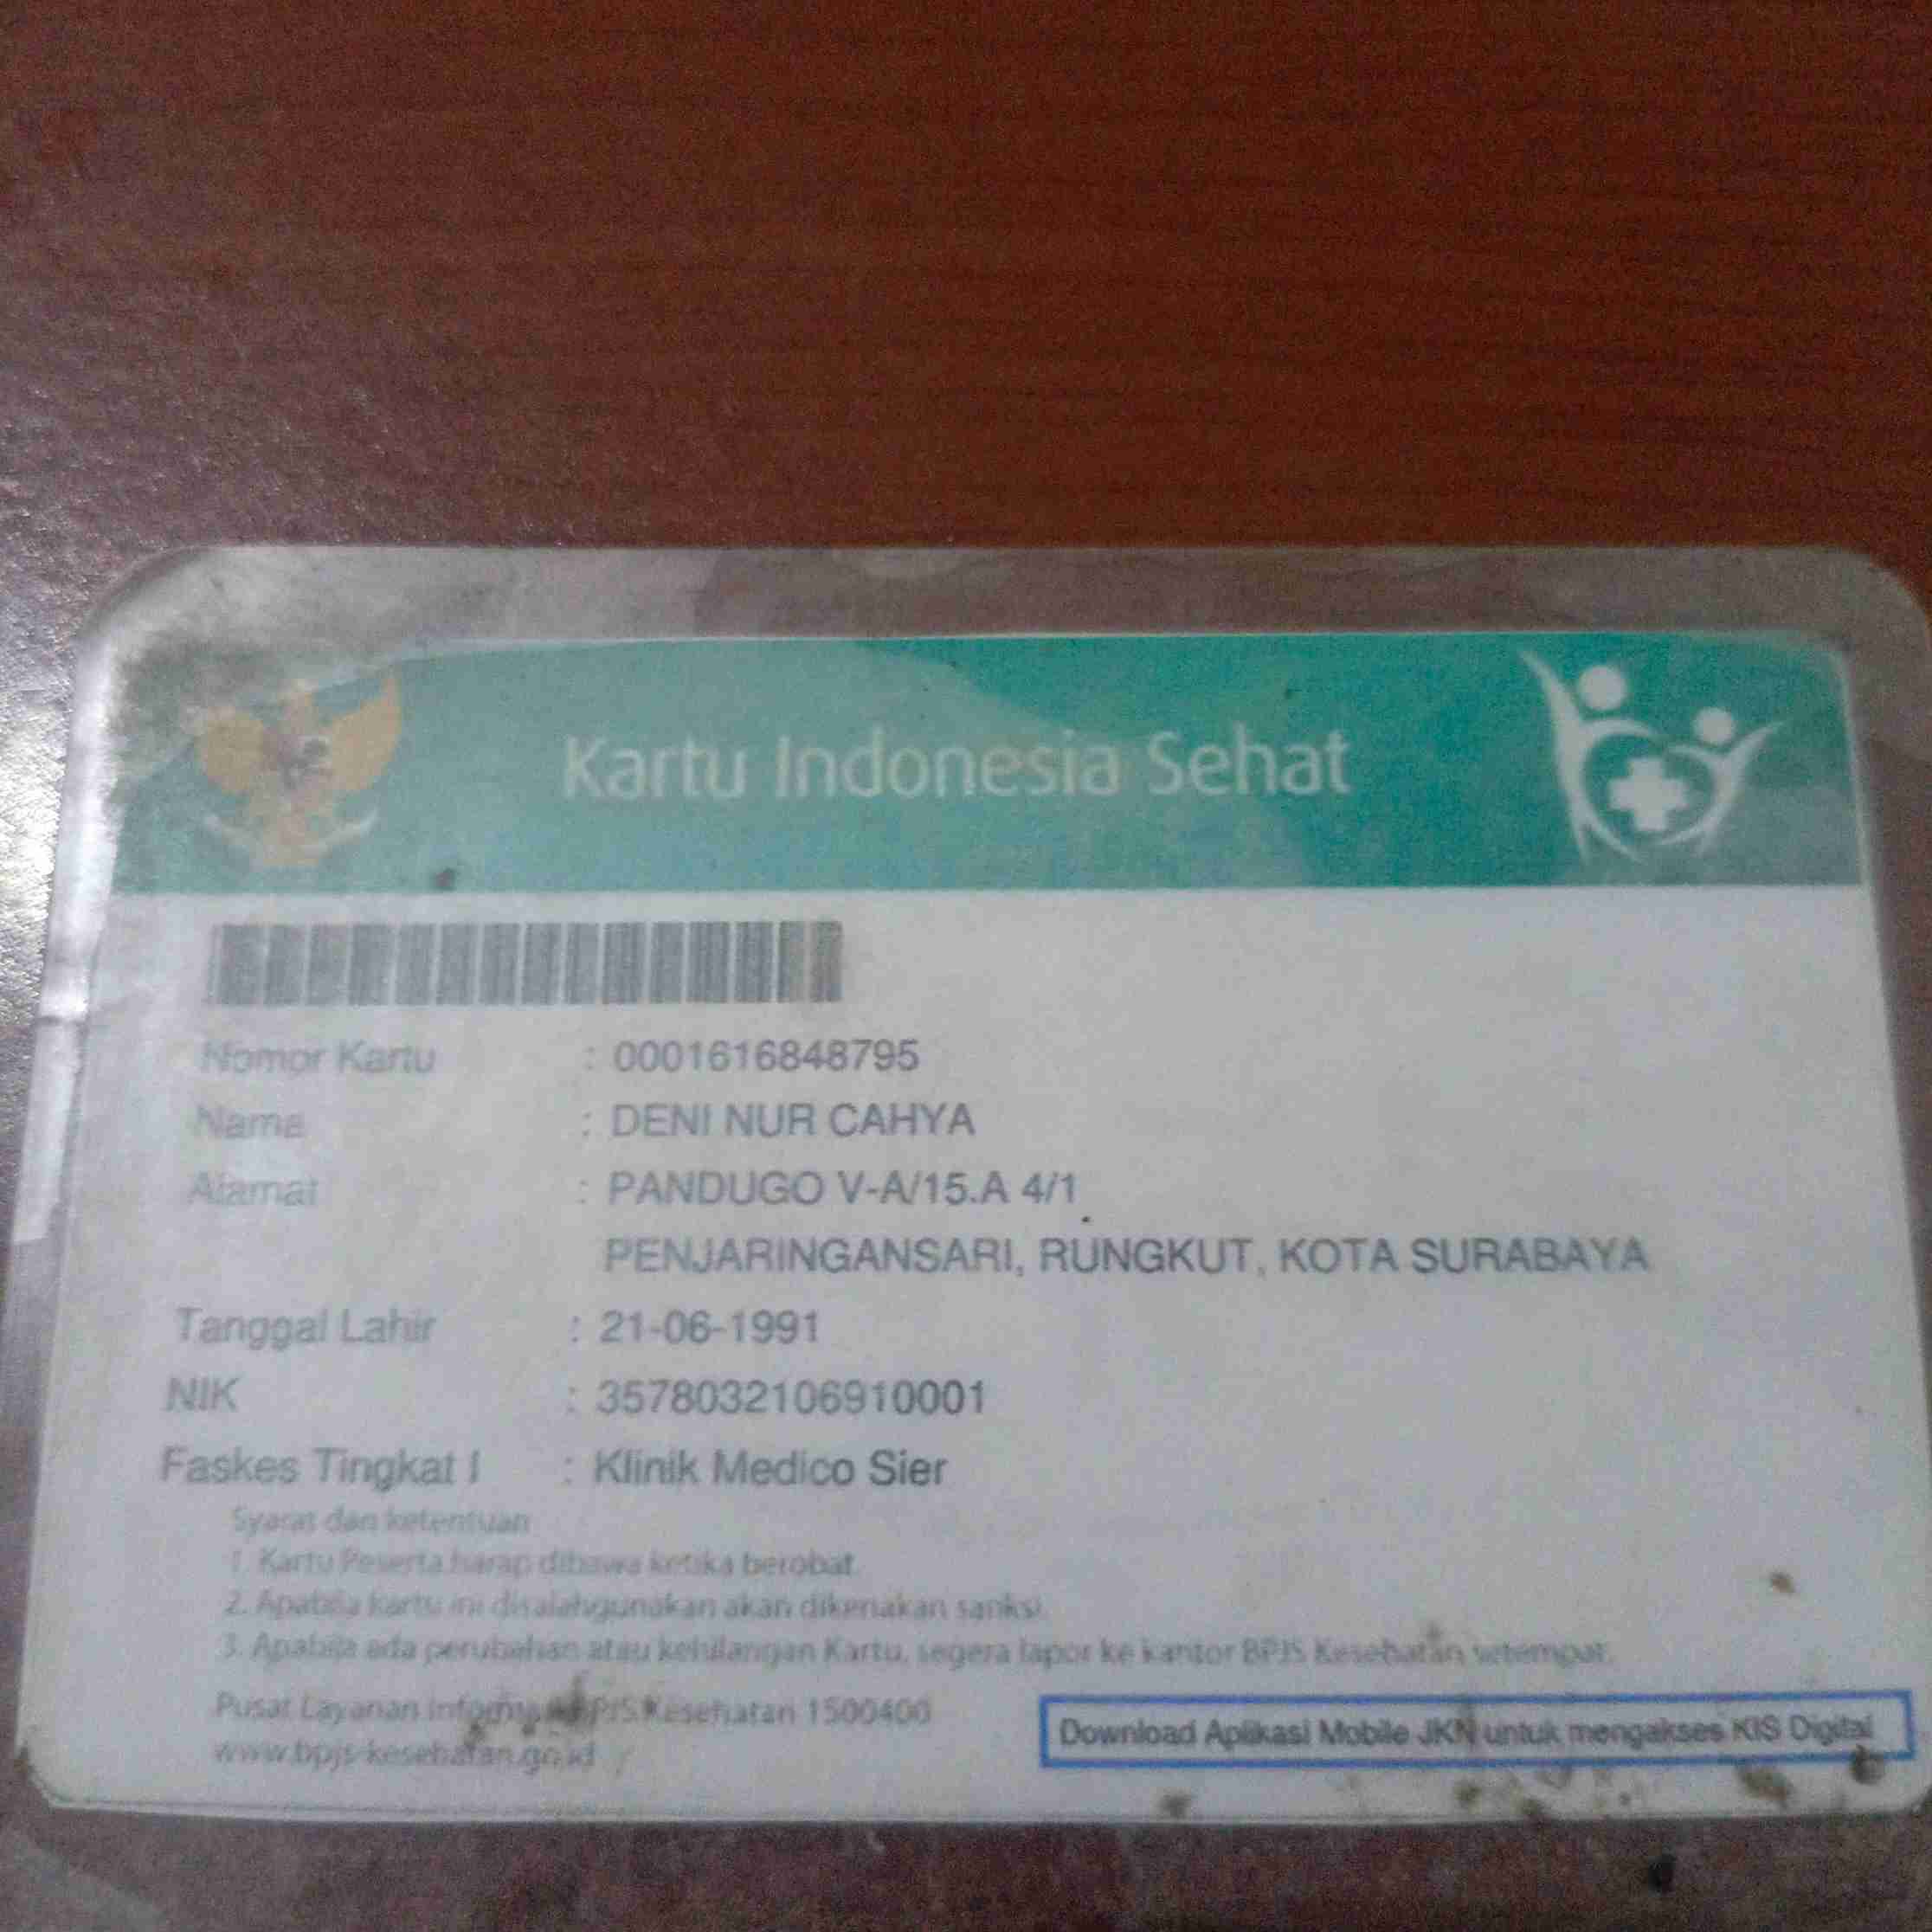 Kartu Indonesia Sehat
Nomor Kartu : 0001616848795
Nama : DENI NUR CAHYA
Alamat : PANDUGO V-A/15.A 4/1
PENJARINGANSARI, RUNGKUT, KOTA SURABAYA
Tanggal Lahir : 21-06-1991
NIK : 3578032106910001
Faskes Tingkat I : Klinik Medico Sier
Syarat dan ketentuan
1. Kartu Peserta harap dibawa ketika berobat.
2. Apabila kartu ini disalahgunakan akan dikenakan sanksi.
3. Apabila ada perubahan atau kehilangan Kartu, segera lapor ke kantor BPJS Kesehatan setempat.
Pusat Layanan Informasi BPJS Kesehatan 1500400
www.bpjs-kesehatan.go.id
Download Aplikasi Mobile JKN untuk mengakses KIS Digital